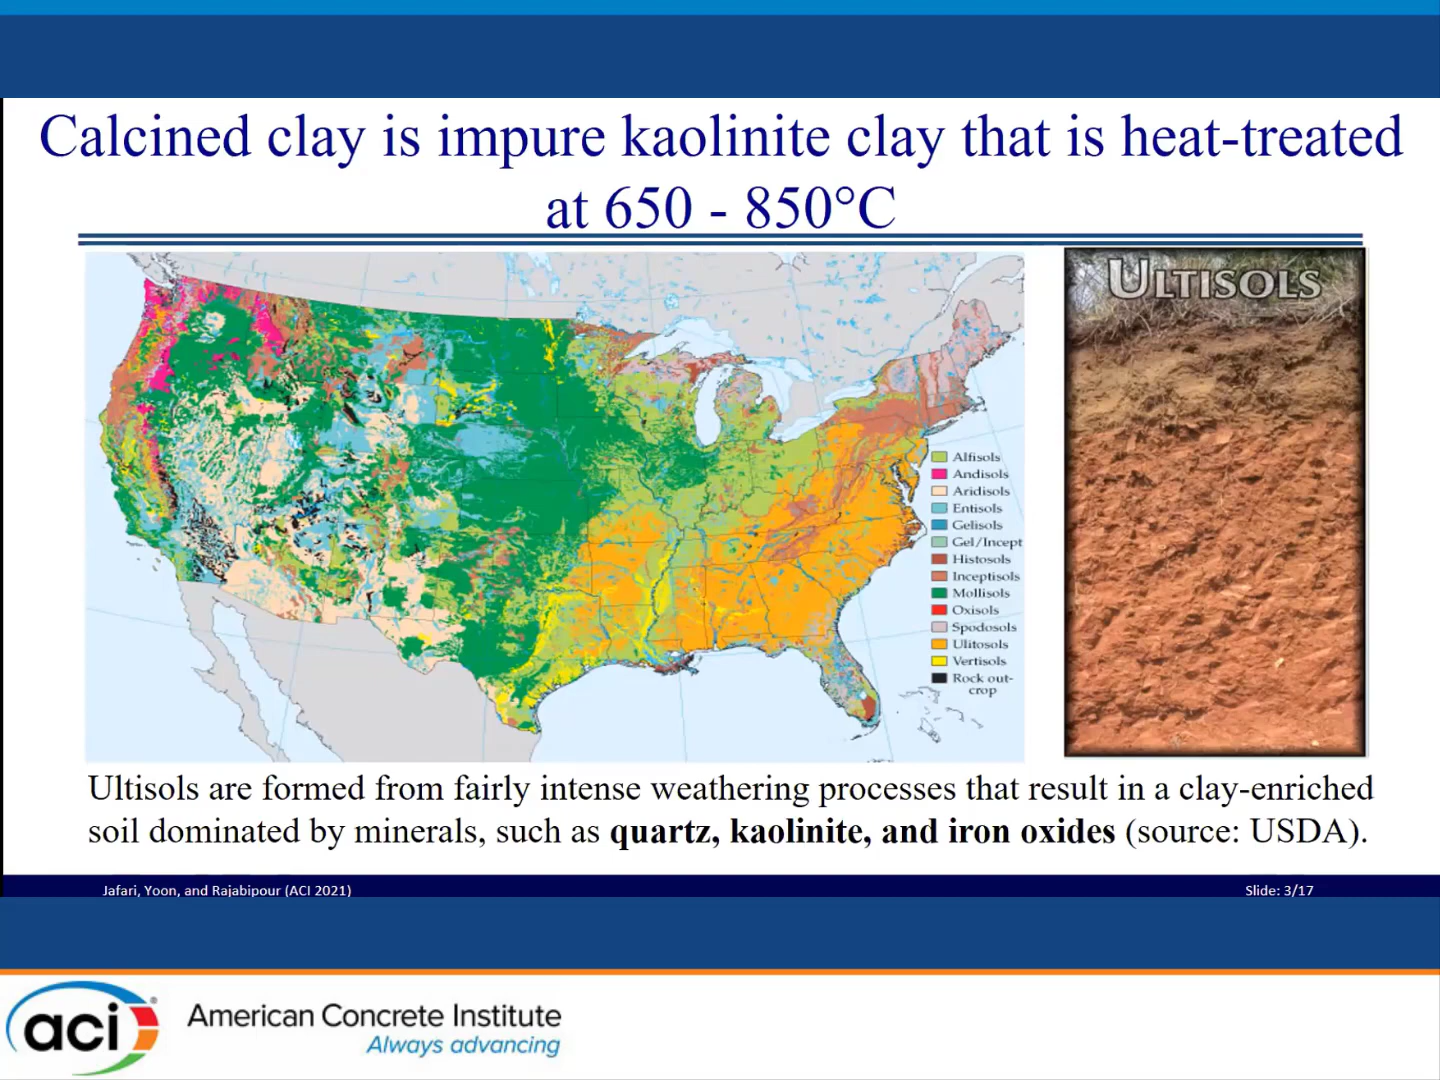 Calcined clay is impure kaolinite clay that is heat-treated
at 650 - 850°C
ULTISOLS
Alfisols
Andisols
Aridisols
Entisols
Gelisols
Gel/Incept
Histosols
Inceptisols
Mollisols
Oxisols
Spodosols
Ulitosols
Vertisols
Rock out-
crop
Ultisols are formed from fairly intense weathering processes that result in a clay-enriched
soil dominated by minerals, such as quartz, kaolinite, and iron oxides (source: USDA).
Jafari, Yoon, and Rajabipour (ACI 2021)
Slide: 3/17
aci
American Concrete Institute
Always advancing